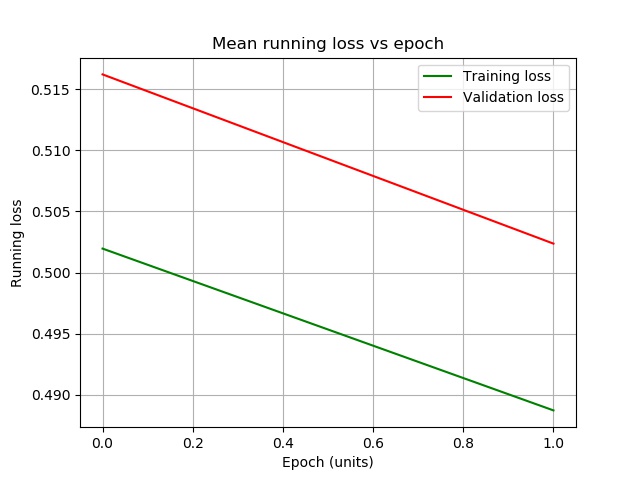 Mean running loss vs epoch
Training loss
Validation loss
0.515
0.510
0.505
0.500
0.495
0.490
Running loss
0.0 0.2 0.4 0.6 0.8 1.0
Epoch (units)